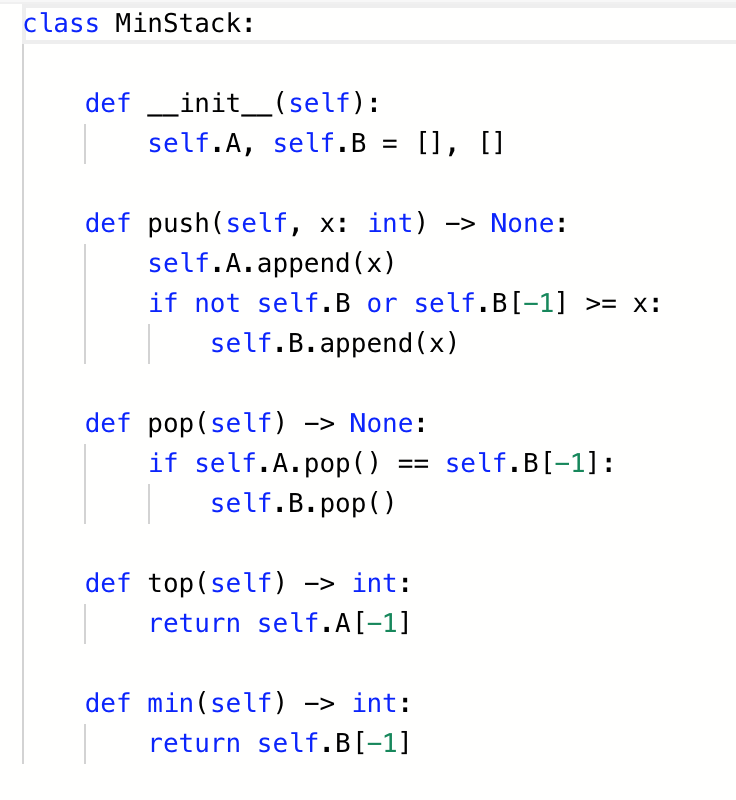 class MinStack:
    def __init__(self):
        self.A, self.B = [], []
    def push(self, x: int) -> None:
        self.A.append(x)
        if not self.B or self.B[-1] >= x:
            self.B.append(x)
    def pop(self) -> None:
        if self.A.pop() == self.B[-1]:
            self.B.pop()
    def top(self) -> int:
        return self.A[-1]
    def min(self) -> int:
        return self.B[-1]